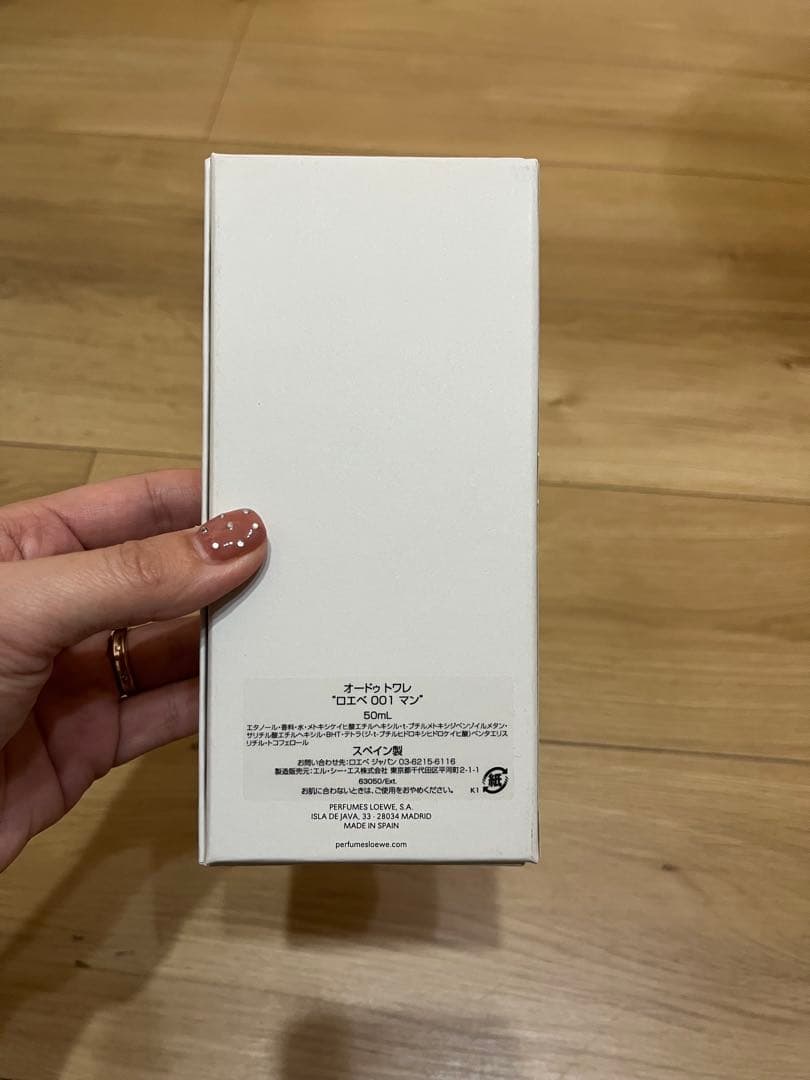 オードゥ トワレ
"ロエベ 001 マン"
50mL
エタノール・香料・水・メトキシケイヒ酸エチルヘキシル・t-ブチルメトキシジベンゾイルメタン・
サリチル酸エチルヘキシル・BHT・テトラ(ジ-t-ブチルヒドロキシヒドロケイヒ酸)ペンタエリス
リチル・トコフェロール
スペイン製
お問い合わせ先:ロエベ ジャパン 03-6215-6116
製造販売元:エル・シー・エス株式会社 東京都千代田区平河町2-1-1
63050/Ext.
お肌に合わないときは、ご使用をおやめください。 K1 紙
PERFUMES LOEWE, S.A.
ISLA DE JAVA, 33 - 28034 MADRID
MADE IN SPAIN
perfumesloewe.com